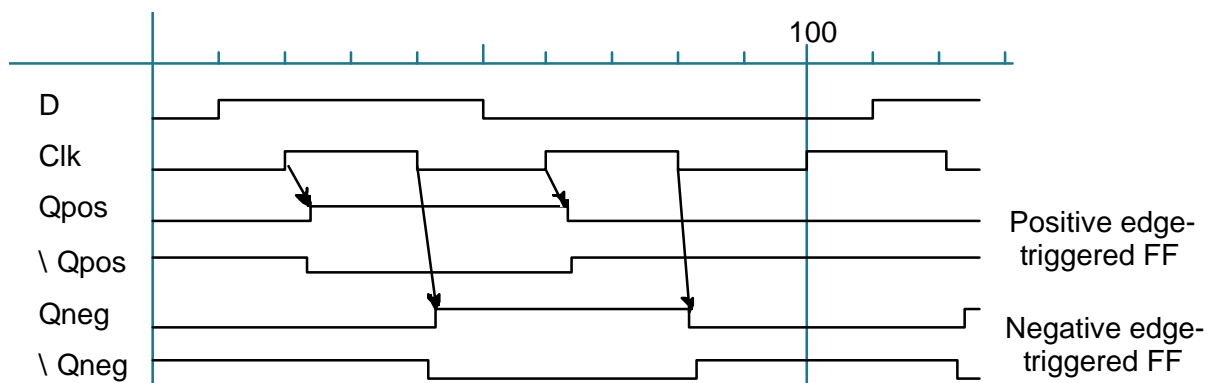 100
D
Clk
Qpos
\ Qpos
Qneg
\ Qneg
Positive edge-
triggered FF
Negative edge-
triggered FF